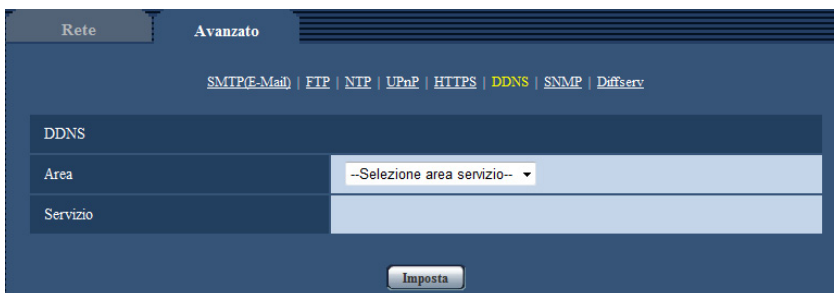 Rete Avanzato
SMTP(E-Mail) | FTP | NTP | UPnP | HTTPS | DDNS | SNMP | Diffserv
DDNS
Area --Selezione area servizio--
Servizio
Imposta